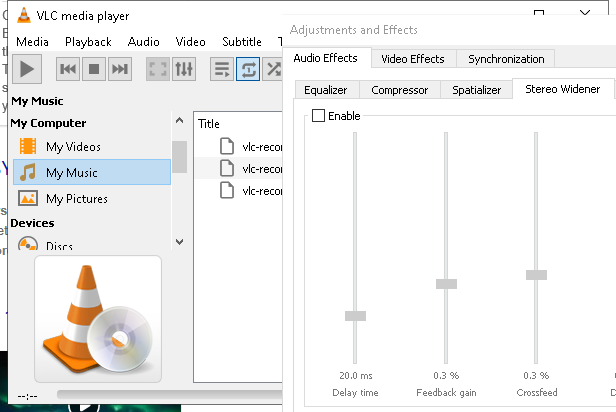 VLC media player
Media Playback Audio Video Subtitle
My Music
My Computer
My Videos
My Music
My Pictures
Devices
Discs
Title
vlc-recor
vlc-recor
vlc-recor
--:--
Adjustments and Effects
Audio Effects Video Effects Synchronization
Equalizer Compressor Spatializer Stereo Widener
Enable
20.0 ms 0.3 % 0.3 %
Delay time Feedback gain Crossfeed